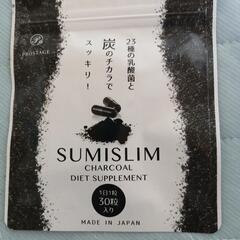 PROSTAGE
23種の乳酸菌と
炭のチカラで
スッキリ!
SUMISLIM
CHARCOAL
DIET SUPPLEMENT
1日1粒
30粒
入り
MADE IN JAPAN